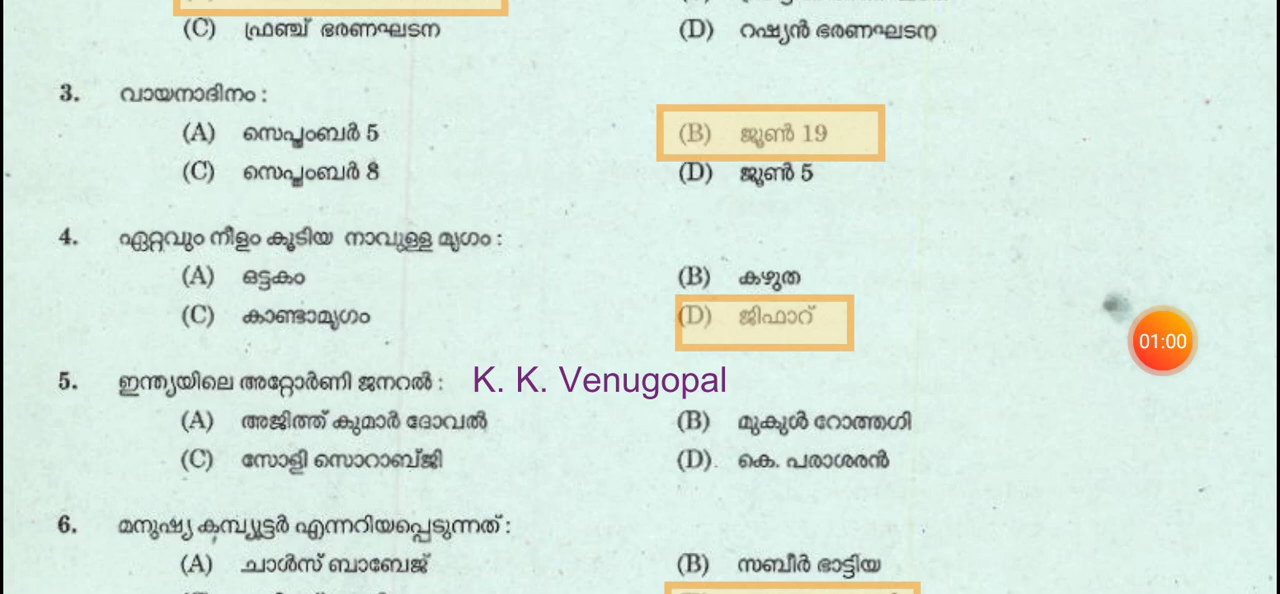 (C) ഫ്രഞ്ച് ഭരണഘടന (D) റഷ്യൻ ഭരണഘടന
3. വായനാദിനം :
(A) സെപ്തംബർ 5 (B) ജൂൺ 19
(C) സെപ്തംബർ 8 (D) ജൂൺ 5
4. ഏറ്റവും നീളം കൂടിയ നാവുള്ള മൃഗം :
(A) ഒട്ടകം (B) കഴുത
(C) കാണ്ടാമൃഗം (D) ജിഫാറ്
5. ഇന്ത്യയിലെ അറ്റോർണി ജനറൽ : K. K. Venugopal
(A) അജിത്ത് കുമാർ ദോവൽ (B) മുകുൾ റോത്തഗി
(C) സോളി സൊറാബ്ജി (D). കെ. പരാശരൻ
01:00
6. മനുഷ്യ കമ്പ്യൂട്ടർ എന്നറിയപ്പെടുന്നത് :
(A) ചാൾസ് ബാബേജ് (B) സബീർ ഭാട്ടിയ